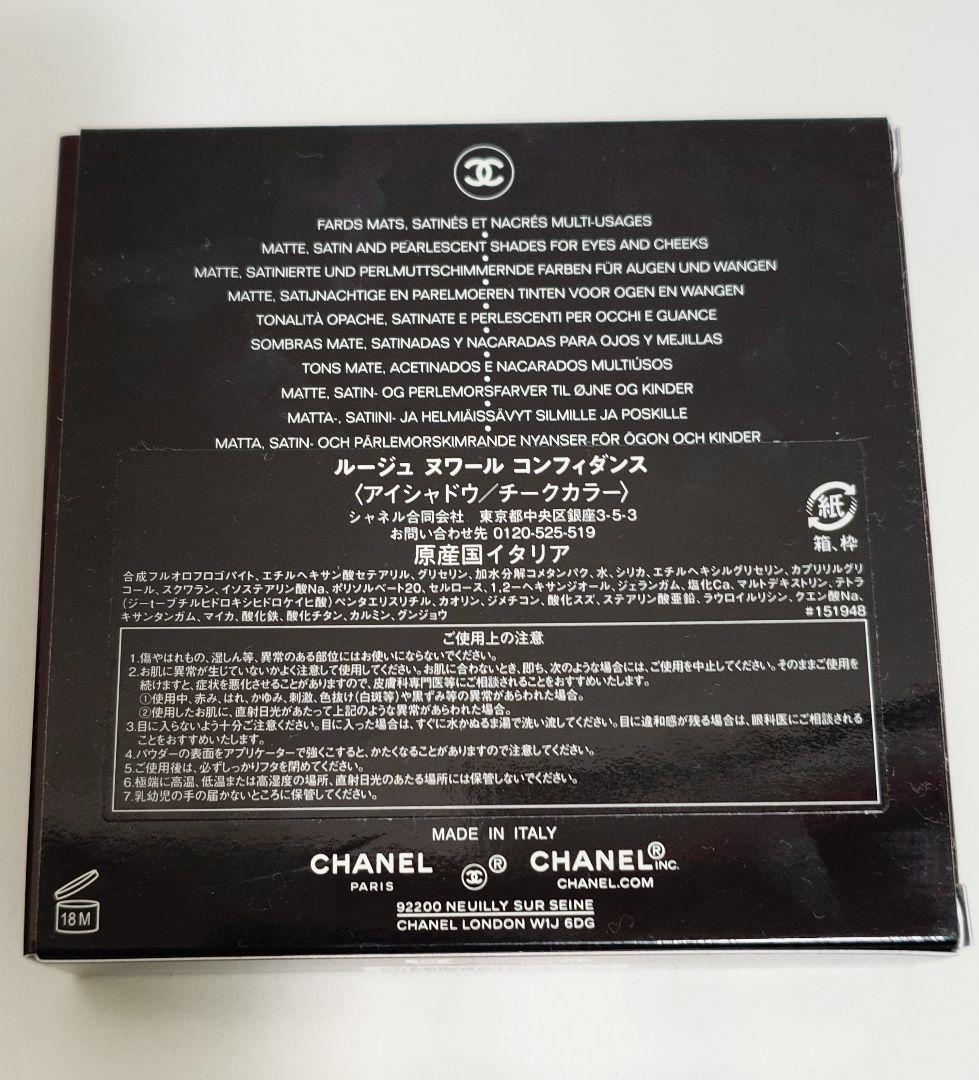 FARDS MATS, SATINÉS ET NACRÉS MULTI-USAGES
MATTE, SATIN AND PEARLESCENT SHADES FOR EYES AND CHEEKS
MATTE, SATINIERTE UND PERLMUTTSCHIMMERNDE FARBEN FÜR AUGEN UND WANGEN
MATTE, SATIJNACHTIGE EN PARELMOEREN TINTEN VOOR OGEN EN WANGEN
TONALITÀ OPACHE, SATINATE E PERLESCENTI PER OCCHI E GUANCE
SOMBRAS MATE, SATINADAS Y NACARADAS PARA OJOS Y MEJILLAS
TONS MATE, ACETINADOS E NACARADOS MULTIÚSOS
MATTE, SATIN- OG PERLEMORSFARVER TIL ØJNE OG KINDER
MATTA-, SATIINI- JA HELMIÄISSÄVYT SILMILLE JA POSKILLE
MATTA, SATIN- OCH PÄRLEMORSKIMRANDE NYANSER FÖR ÖGON OCH KINDER
ルージュ ヌワール コンフィダンス
〈アイシャドウ/チークカラー〉
シャネル合同会社 東京都中央区銀座3-5-3
お問い合わせ先 0120-525-519
原産国イタリア
紙
箱、枠
合成フルオロフロゴパイト、エチルヘキサン酸セテアリル、グリセリン、加水分解コメタンパク、水、シリカ、エチルヘキシルグリセリン、カプリリルグリ
コール、スクワラン、イソステアリン酸Na、ポリソルベート20、セルロース、1,2-ヘキサンジオール、ジェランガム、塩化Ca、マルトデキストリン、テトラ
(ジ-t-ブチルヒドロキシヒドロケイヒ酸)ペンタエリスリチル、カオリン、ジメチコン、酸化スズ、ステアリン酸亜鉛、ラウロイルリシン、クエン酸Na、
キサンタンガム、マイカ、酸化鉄、酸化チタン、カルミン、グンジョウ #151948
ご使用上の注意
1.傷やはれもの、湿しん等、異常のある部位にはお使いにならないでください。
2.お肌に異常が生じていないかよく注意して使用してください。お肌に合わないとき、即ち、次のような場合には、ご使用を中止してください。そのままご使用を
続けますと、症状を悪化させることがありますので、皮膚科専門医等にご相談されることをおすすめいたします。
①使用中、赤み、はれ、かゆみ、刺激、色抜け(白斑等)や黒ずみ等の異常があらわれた場合。
②使用したお肌に、直射日光があたって上記のような異常があらわれた場合。
3.目に入らないよう十分ご注意ください。目に入った場合は、すぐに水かぬるま湯で洗い流してください。目に違和感が残る場合は、眼科医にご相談される
ことをおすすめいたします。
4.パウダーの表面をアプリケーターで強くこすると、かたくなることがありますので注意してください。
5.ご使用後は、必ずしっかりフタを閉めてください。
6.極端に高温、低温または高湿度の場所、直射日光のあたる場所には保管しないでください。
7.乳幼児の手の届かないところに保管してください。
MADE IN ITALY
CHANEL ® CHANEL® INC.
PARIS CHANEL.COM
92200 NEUILLY SUR SEINE
CHANEL LONDON W1J 6DG
18 M